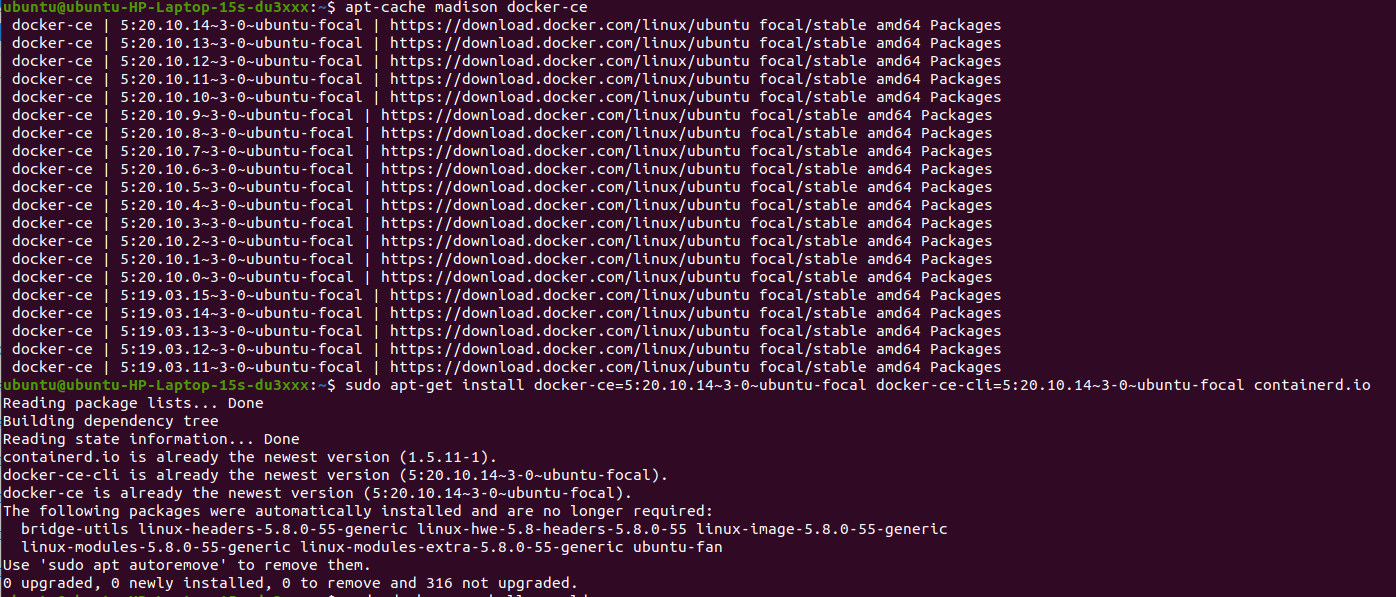 ubuntu@ubuntu-HP-Laptop-15s-du3xxx:~$ apt-cache madison docker-ce
docker-ce | 5:20.10.14~3-0~ubuntu-focal | https://download.docker.com/linux/ubuntu focal/stable amd64 Packages
docker-ce | 5:20.10.13~3-0~ubuntu-focal | https://download.docker.com/linux/ubuntu focal/stable amd64 Packages
docker-ce | 5:20.10.12~3-0~ubuntu-focal | https://download.docker.com/linux/ubuntu focal/stable amd64 Packages
docker-ce | 5:20.10.11~3-0~ubuntu-focal | https://download.docker.com/linux/ubuntu focal/stable amd64 Packages
docker-ce | 5:20.10.10~3-0~ubuntu-focal | https://download.docker.com/linux/ubuntu focal/stable amd64 Packages
docker-ce | 5:20.10.9~3-0~ubuntu-focal | https://download.docker.com/linux/ubuntu focal/stable amd64 Packages
docker-ce | 5:20.10.8~3-0~ubuntu-focal | https://download.docker.com/linux/ubuntu focal/stable amd64 Packages
docker-ce | 5:20.10.7~3-0~ubuntu-focal | https://download.docker.com/linux/ubuntu focal/stable amd64 Packages
docker-ce | 5:20.10.6~3-0~ubuntu-focal | https://download.docker.com/linux/ubuntu focal/stable amd64 Packages
docker-ce | 5:20.10.5~3-0~ubuntu-focal | https://download.docker.com/linux/ubuntu focal/stable amd64 Packages
docker-ce | 5:20.10.4~3-0~ubuntu-focal | https://download.docker.com/linux/ubuntu focal/stable amd64 Packages
docker-ce | 5:20.10.3~3-0~ubuntu-focal | https://download.docker.com/linux/ubuntu focal/stable amd64 Packages
docker-ce | 5:20.10.2~3-0~ubuntu-focal | https://download.docker.com/linux/ubuntu focal/stable amd64 Packages
docker-ce | 5:20.10.1~3-0~ubuntu-focal | https://download.docker.com/linux/ubuntu focal/stable amd64 Packages
docker-ce | 5:20.10.0~3-0~ubuntu-focal | https://download.docker.com/linux/ubuntu focal/stable amd64 Packages
docker-ce | 5:19.03.15~3-0~ubuntu-focal | https://download.docker.com/linux/ubuntu focal/stable amd64 Packages
docker-ce | 5:19.03.14~3-0~ubuntu-focal | https://download.docker.com/linux/ubuntu focal/stable amd64 Packages
docker-ce | 5:19.03.13~3-0~ubuntu-focal | https://download.docker.com/linux/ubuntu focal/stable amd64 Packages
docker-ce | 5:19.03.12~3-0~ubuntu-focal | https://download.docker.com/linux/ubuntu focal/stable amd64 Packages
docker-ce | 5:19.03.11~3-0~ubuntu-focal | https://download.docker.com/linux/ubuntu focal/stable amd64 Packages
ubuntu@ubuntu-HP-Laptop-15s-du3xxx:~$ sudo apt-get install docker-ce=5:20.10.14~3-0~ubuntu-focal docker-ce-cli=5:20.10.14~3-0~ubuntu-focal containerd.io
Reading package lists... Done
Building dependency tree
Reading state information... Done
containerd.io is already the newest version (1.5.11-1).
docker-ce-cli is already the newest version (5:20.10.14~3-0~ubuntu-focal).
docker-ce is already the newest version (5:20.10.14~3-0~ubuntu-focal).
The following packages were automatically installed and are no longer required:
bridge-utils linux-headers-5.8.0-55-generic linux-hwe-5.8-headers-5.8.0-55 linux-image-5.8.0-55-generic
linux-modules-5.8.0-55-generic linux-modules-extra-5.8.0-55-generic ubuntu-fan
Use 'sudo apt autoremove' to remove them.
0 upgraded, 0 newly installed, 0 to remove and 316 not upgraded.